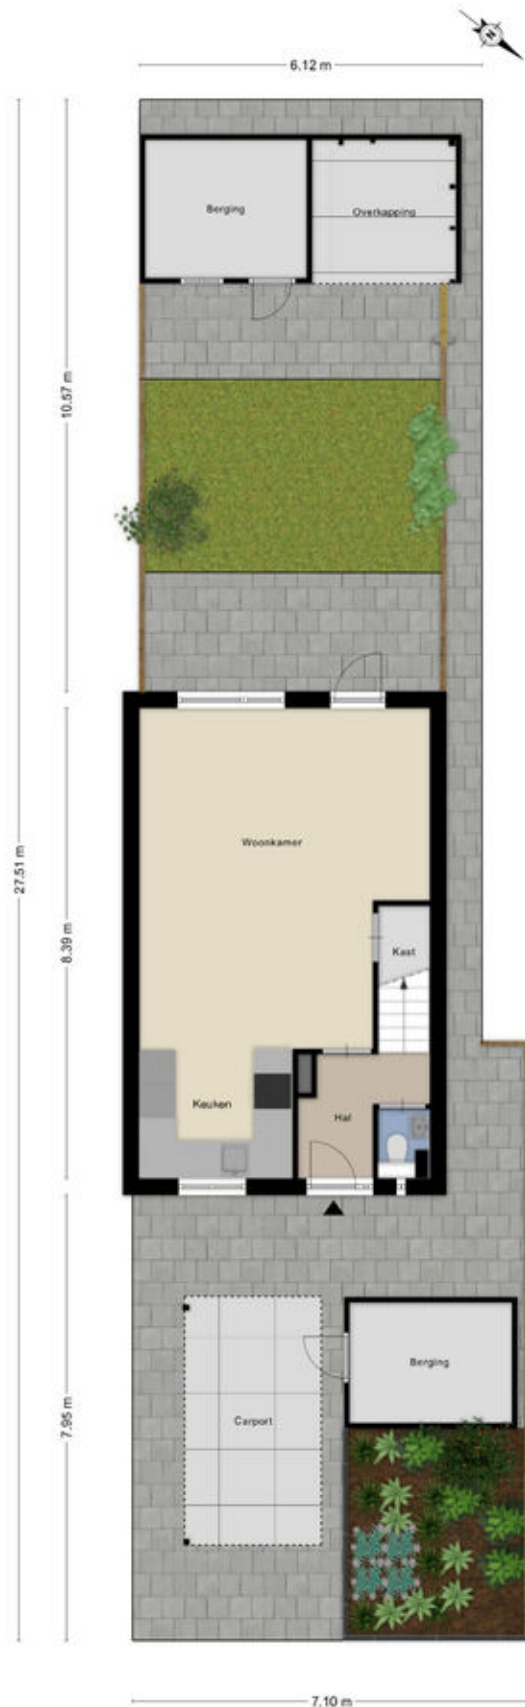 N
6.12 m
Berging
Overkapping
10.57 m
Woonkamer
27.51 m
8.39 m
Kast
Keuken
Hal
Berging
Carport
7.95 m
7.10 m